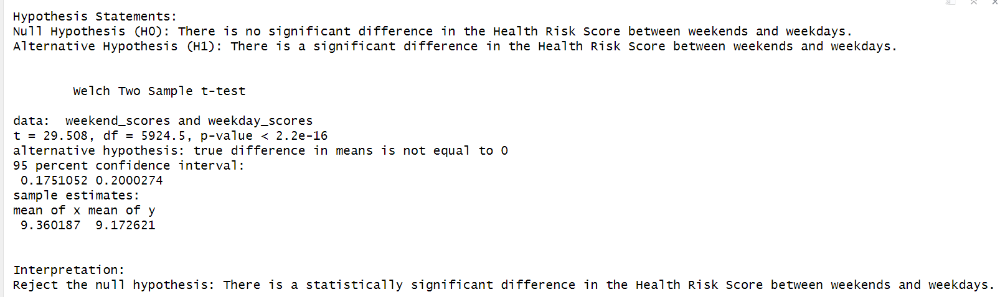 Hypothesis Statements:
Null Hypothesis (H0): There is no significant difference in the Health Risk Score between weekends and weekdays.
Alternative Hypothesis (H1): There is a significant difference in the Health Risk Score between weekends and weekdays.
Welch Two Sample t-test
data:  weekend_scores and weekday_scores
t = 29.508, df = 5924.5, p-value < 2.2e-16
alternative hypothesis: true difference in means is not equal to 0
95 percent confidence interval:
0.1751052 0.2000274
sample estimates:
mean of x mean of y
9.360187  9.172621
Interpretation:
Reject the null hypothesis: There is a statistically significant difference in the Health Risk Score between weekends and weekdays.